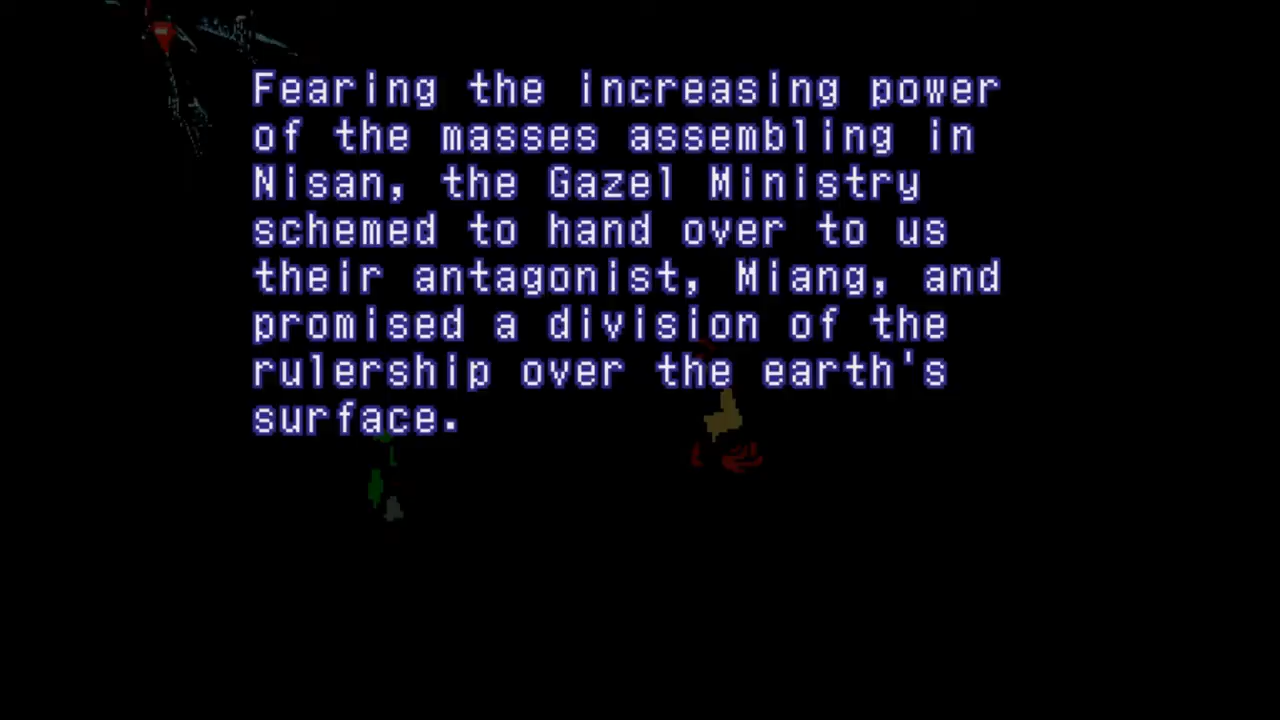 Fearing the increasing power
of the masses assembling in
Nisan, the Gazel Ministry
schemed to hand over to us
their antagonist, Miang, and
promised a division of the
rulership over the earth's
surface.